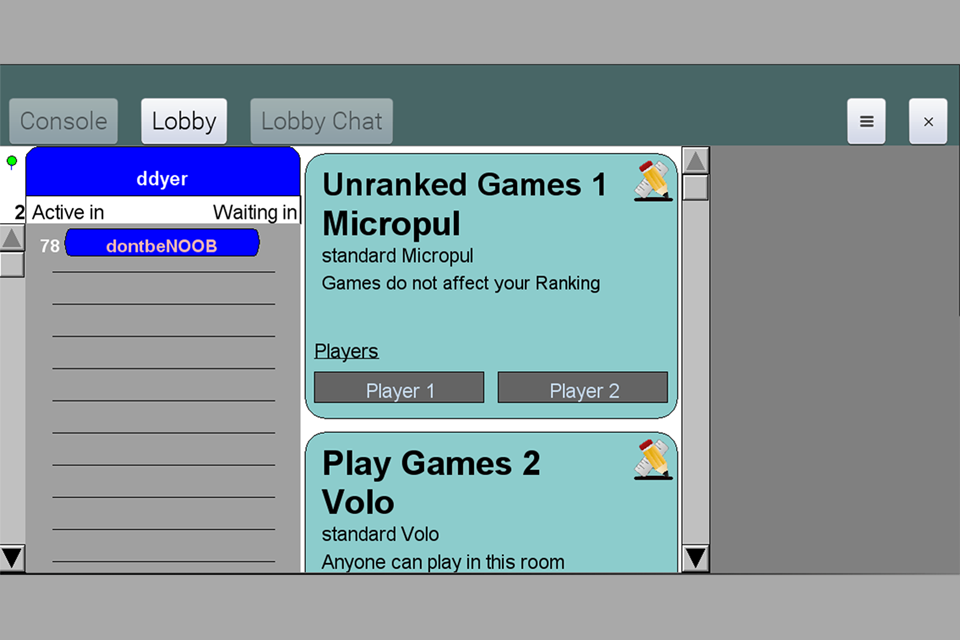 Console Lobby Lobby Chat ≡ ×
ddyer
2 Active in Waiting in
78 dontbeNOOB
Unranked Games 1
Micropul
standard Micropul
Games do not affect your Ranking
Players
Player 1 Player 2
Play Games 2
Volo
standard Volo
Anyone can play in this room